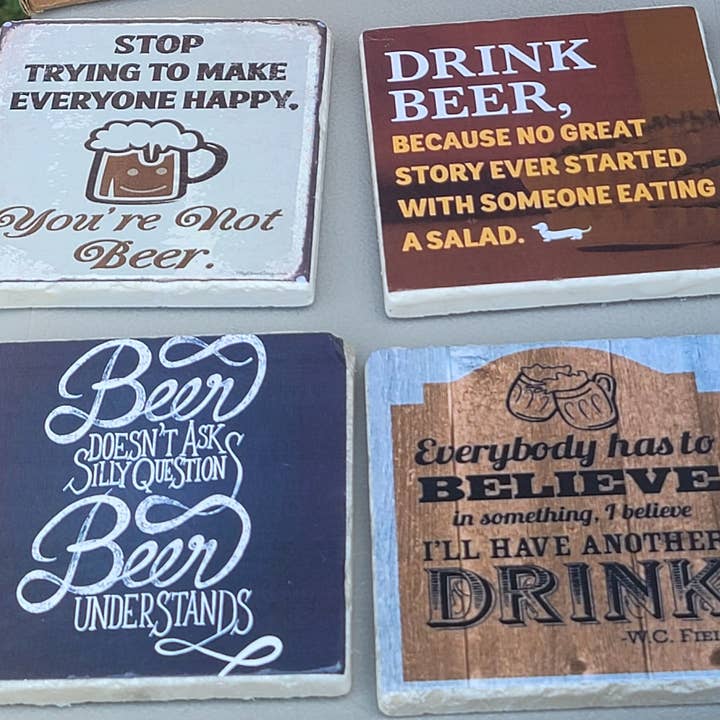 STOP
TRYING TO MAKE
EVERYONE HAPPY.
You're Not
Beer.
DRINK
BEER,
BECAUSE NO GREAT
STORY EVER STARTED
WITH SOMEONE EATING
A SALAD.
Beer
DOESN'T ASK
SILLY QUESTIONS
Beer
UNDERSTANDS
Everybody has to
BELIEVE
in something, I believe
I'LL HAVE ANOTHER
DRINK
-W.C. FIE